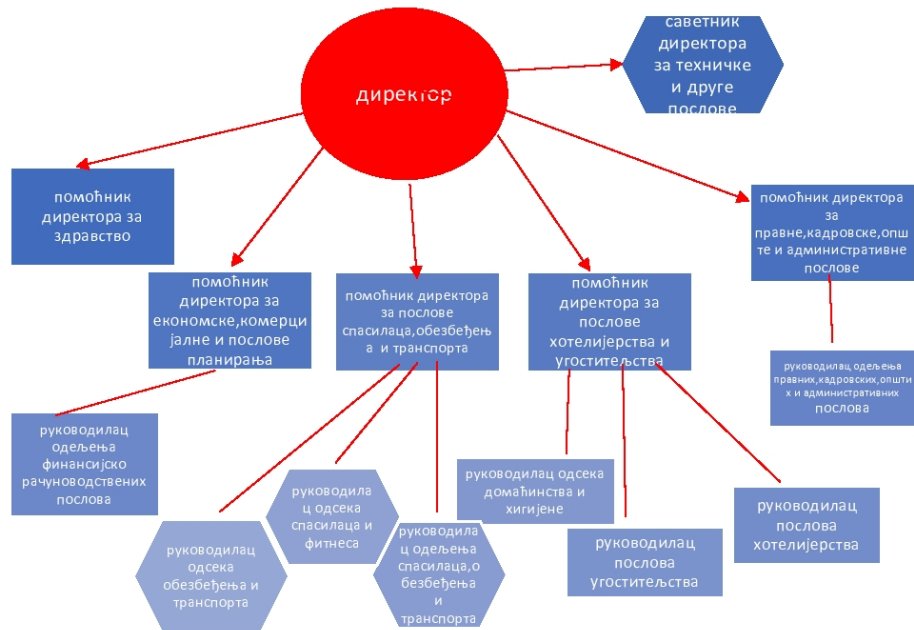 саветник
директора
за техничке
и друге
послове
директор
помоћник
директора за
здравство
помоћник директора
за
правне,кадровске,опш
те и административне
послове
помоћник
директора за
економске,комерци
јалне и послове
планирања
помоћник директора
за послове
спасилаца,обезбеђењ
а и транспорта
помоћник
директора за
послове
хотелијерства и
угоститељства
руководилац одељења
правних,кадровских,општи
х и административних
послова
руководилац
одељења
финансијско
рачуноводствених
послова
руководила
ц одсека
спасилаца и
фитнеса
руководилац одсека
домаћинства и
хигијене
руководилац
послова
хотелијерства
руководилац
одсека
обезбеђења и
транспорта
руководила
ц одељења
спасилаца,о
безбеђења
и
транспорта
руководилац
послова
угоститељства